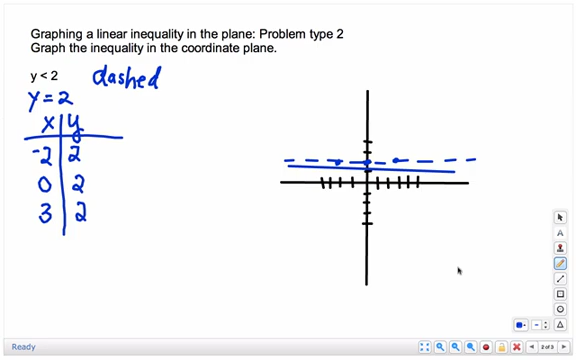 Graphing a linear inequality in the plane: Problem type 2
Graph the inequality in the coordinate plane.
y < 2 dashed
y = 2
x y
-2 2
0 2
3 2
A
Ready
2 of 3